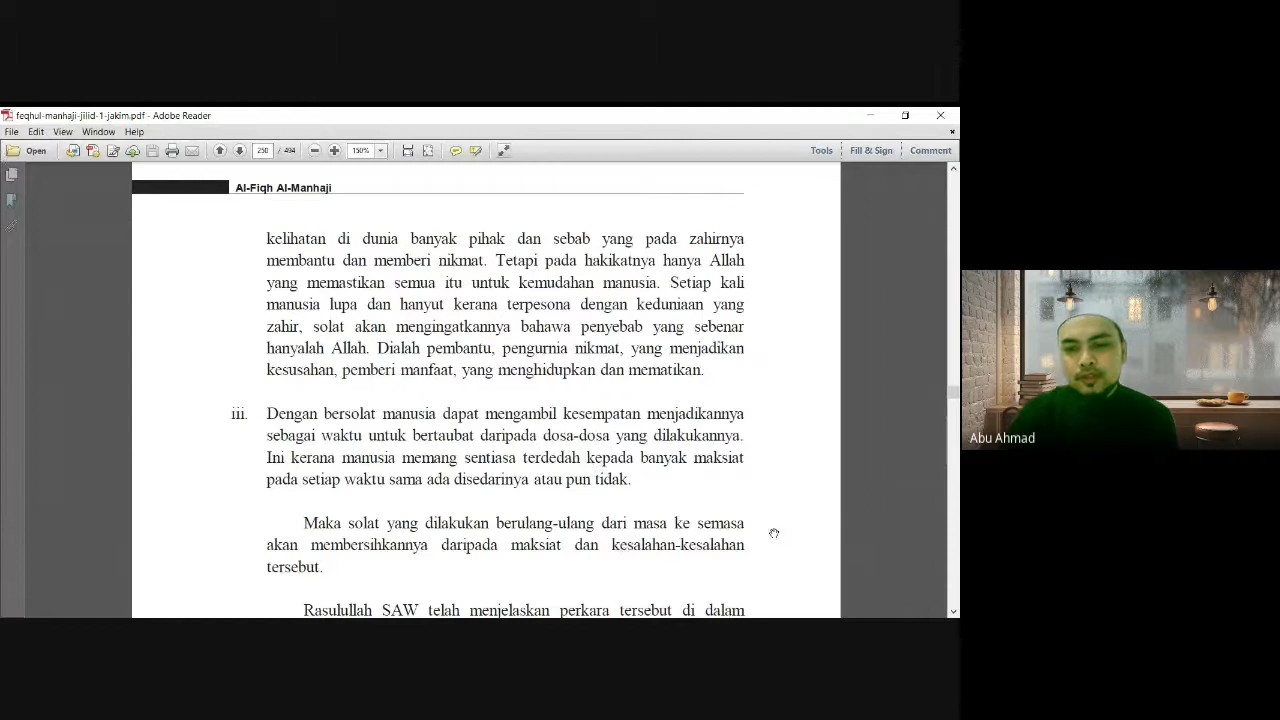 feqhul-manhaji-jilid-1-jakim.pdf - Adobe Reader
File Edit View Window Help
Open 250 / 494 150% Tools Fill & Sign Comment
Al-Fiqh Al-Manhaji
kelihatan di dunia banyak pihak dan sebab yang pada zahirnya
membantu dan memberi nikmat. Tetapi pada hakikatnya hanya Allah
yang memastikan semua itu untuk kemudahan manusia. Setiap kali
manusia lupa dan hanyut kerana terpesona dengan keduniaan yang
zahir, solat akan mengingatkannya bahawa penyebab yang sebenar
hanyalah Allah. Dialah pembantu, pengurnia nikmat, yang menjadikan
kesusahan, pemberi manfaat, yang menghidupkan dan mematikan.
iii. Dengan bersolat manusia dapat mengambil kesempatan menjadikannya
sebagai waktu untuk bertaubat daripada dosa-dosa yang dilakukannya.
Ini kerana manusia memang sentiasa terdedah kepada banyak maksiat
pada setiap waktu sama ada disedarinya atau pun tidak.
Maka solat yang dilakukan berulang-ulang dari masa ke semasa
akan membersihkannya daripada maksiat dan kesalahan-kesalahan
tersebut.
Rasulullah SAW telah menjelaskan perkara tersebut di dalam
Abu Ahmad